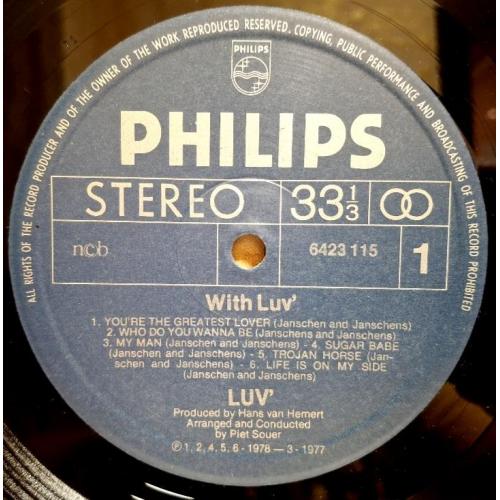 ALL RIGHTS OF THE RECORD PRODUCER AND OF THE OWNER OF THE WORK REPRODUCED RESERVED. COPYING, PUBLIC PERFORMANCE AND BROADCASTING OF THIS RECORD PROHIBITED
PHILIPS
PHILIPS
STEREO 33 1/3
ncb 6423 115 1
With Luv'
1. YOU'RE THE GREATEST LOVER (Janschen and Janschens)
2. WHO DO YOU WANNA BE (Janschens and Janschens)
3. MY MAN (Janschen and Janschens) - 4. SUGAR BABE
(Janschen and Janschens) - 5. TROJAN HORSE (Jan-
schen and Janschens) - 6. LIFE IS ON MY SIDE
(Janschen and Janschens)
LUV'
Produced by Hans van Hemert
Arranged and Conducted
by Piet Souer
Ⓟ 1, 2, 4, 5, 6 - 1978 — 3 - 1977